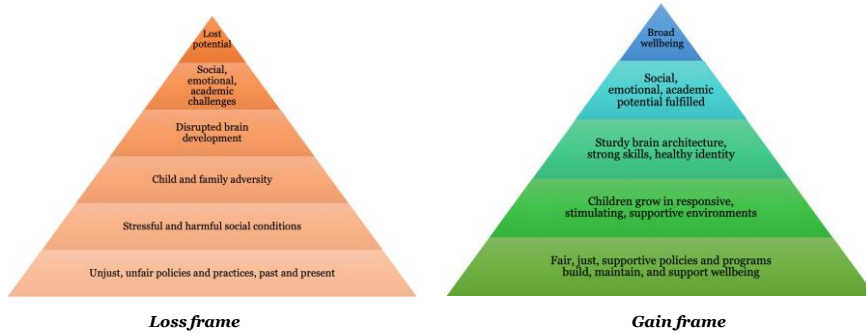 Lost
potential
Social,
emotional,
academic
challenges
Disrupted brain
development
Child and family adversity
Stressful and harmful social conditions
Unjust, unfair policies and practices, past and present
Loss frame
Broad
wellbeing
Social,
emotional, academic
potential fulfilled
Sturdy brain architecture,
strong skills, healthy identity
Children grow in responsive,
stimulating, supportive environments
Fair, just, supportive policies and programs
build, maintain, and support wellbeing
Gain frame